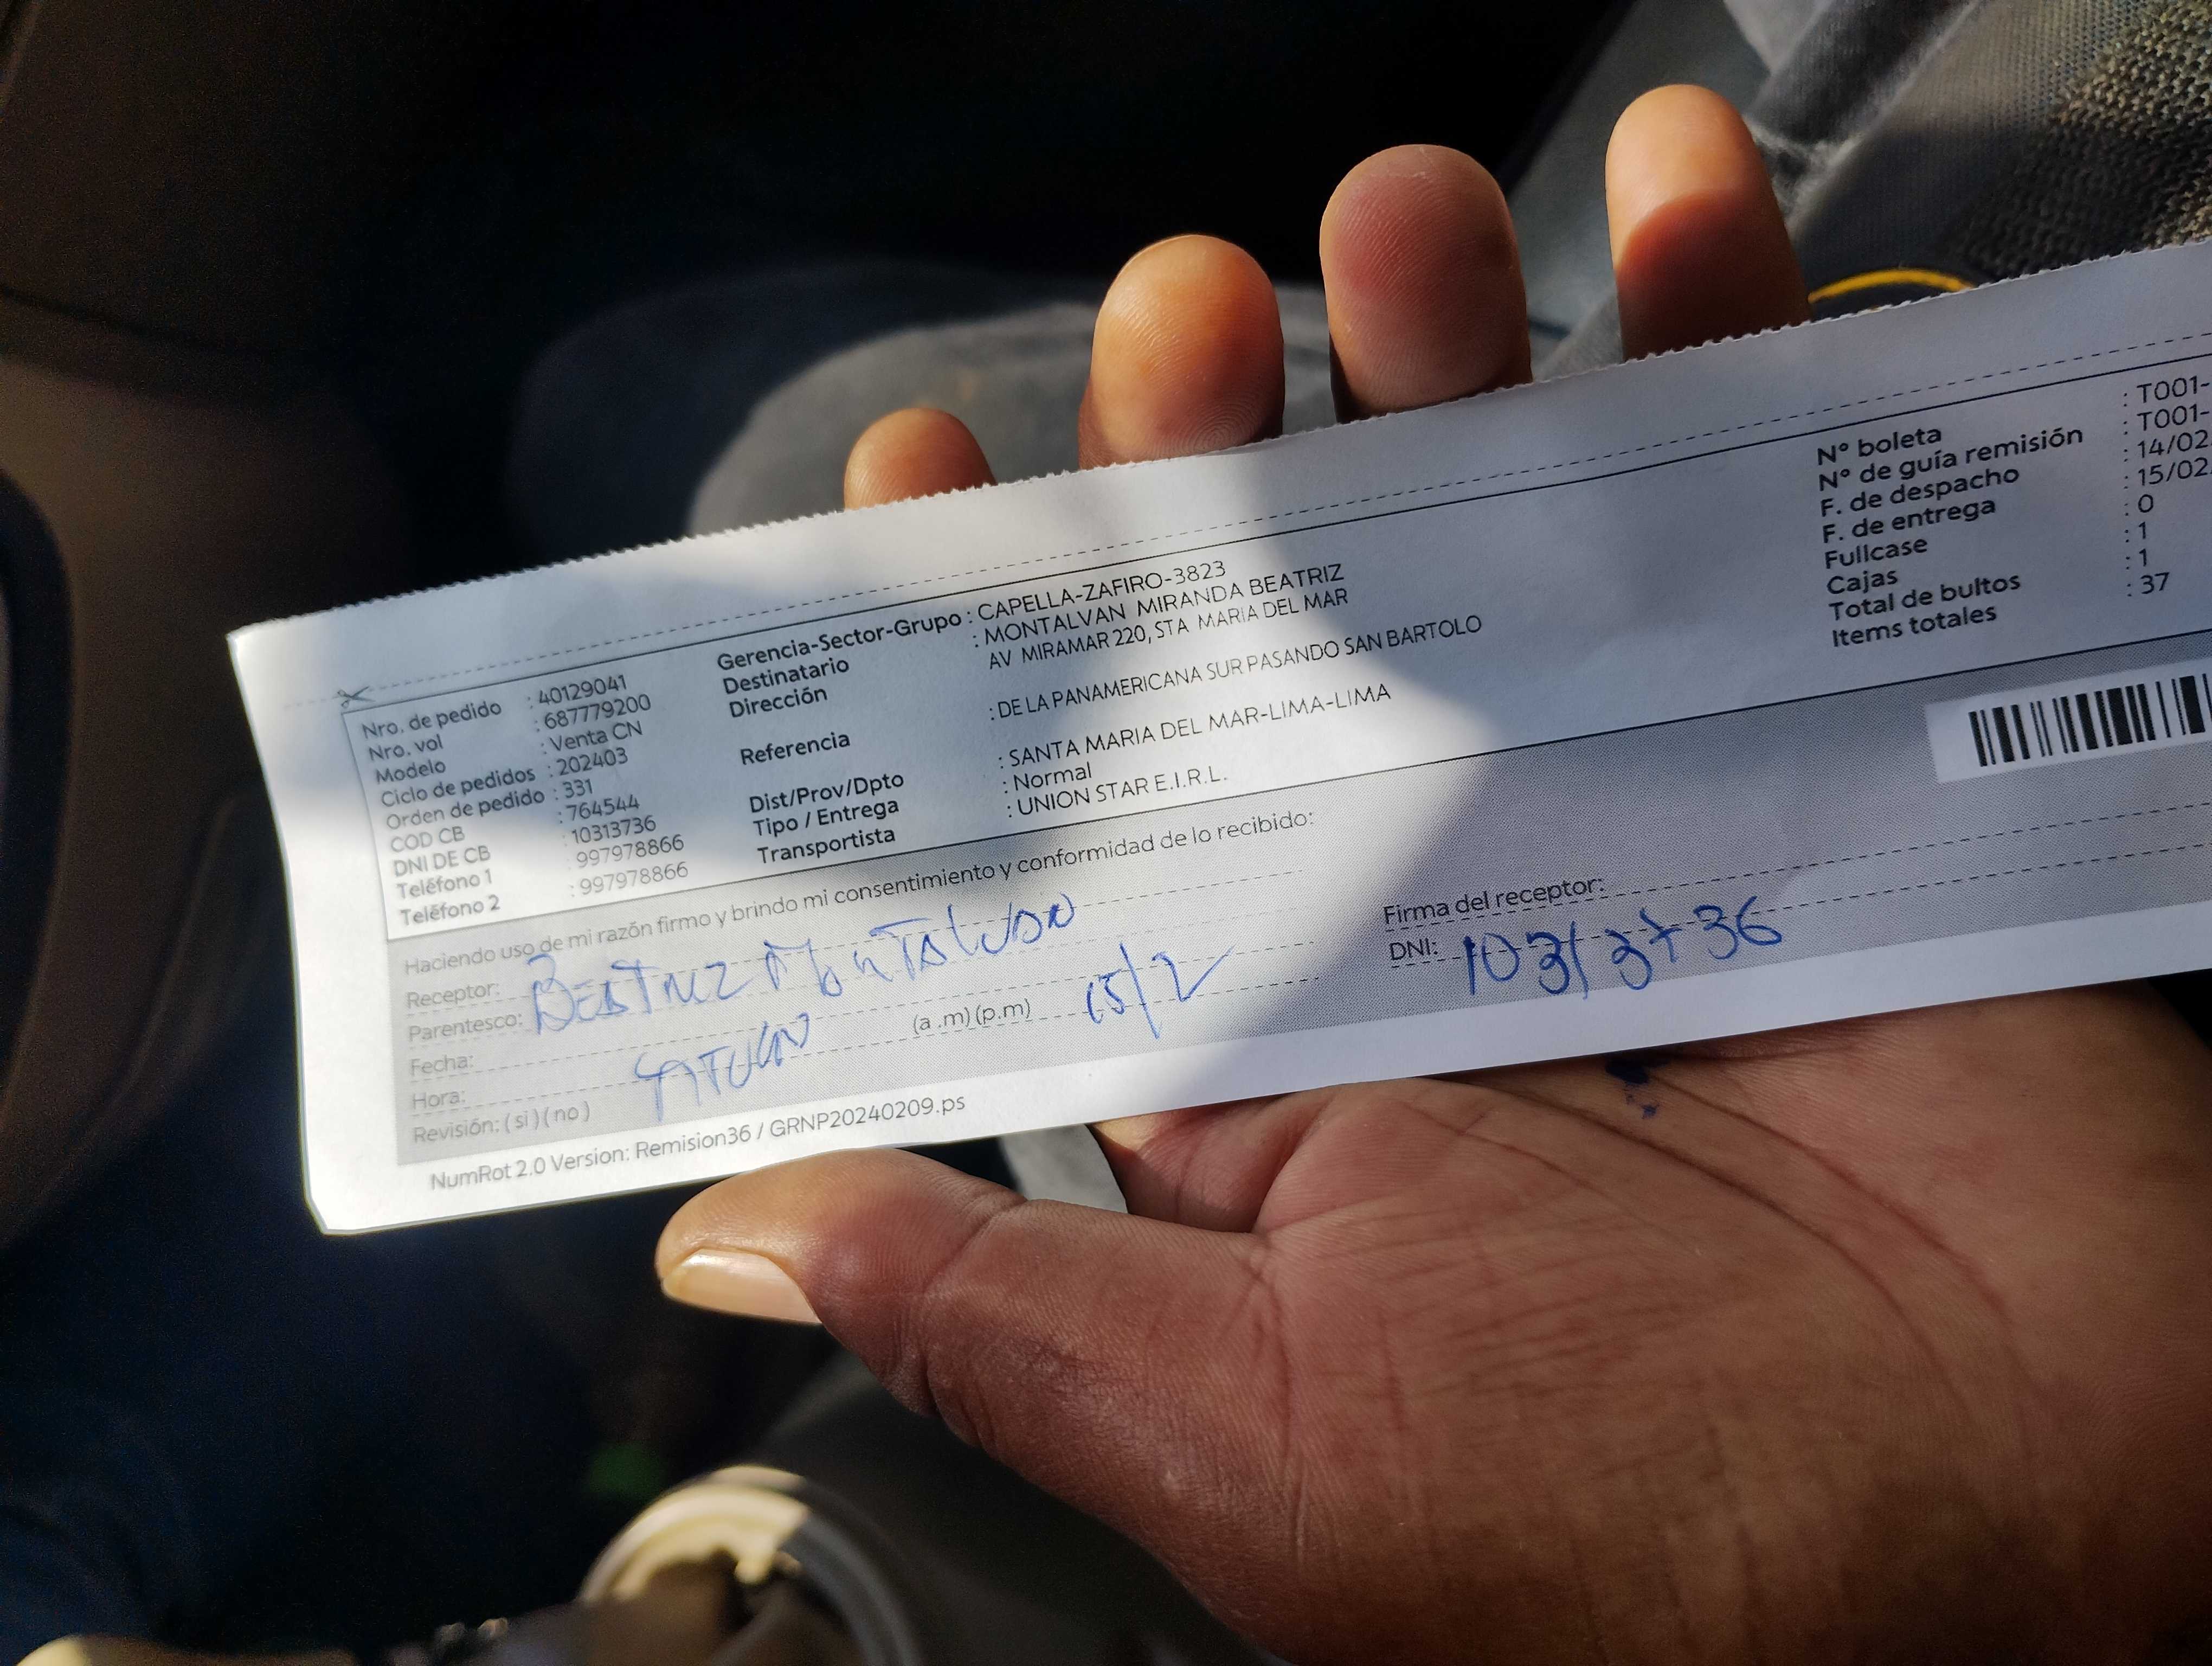 Nro. de pedido : 40129041
Nro. vol : 687779200
Modelo : Venta CN
Ciclo de pedidos : 202403
Orden de pedido : 331
COD CB : 764544
DNI DE CB : 10313736
Teléfono 1 : 997978866
Teléfono 2 : 997978866
Gerencia-Sector-Grupo : CAPELLA-ZAFIRO-3823
Destinatario : MONTALVAN MIRANDA BEATRIZ
Dirección AV MIRAMAR 220, STA MARIA DEL MAR
Referencia : DE LA PANAMERICANA SUR PASANDO SAN BARTOLO
Dist/Prov/Dpto : SANTA MARIA DEL MAR-LIMA-LIMA
Tipo / Entrega : Normal
Transportista : UNION STAR E.I.R.L.
N° boleta : T001-
N° de guía remisión : T001-
F. de despacho : 14/02
F. de entrega : 15/02
Fullcase : 0
Cajas : 1
Total de bultos : 1
Items totales : 37
Haciendo uso de mi razón firmo y brindo mi consentimiento y conformidad de lo recibido:
Receptor: Beatriz Montalvan
Parentesco:
Fecha: Titular
Hora: (a.m)(p.m) 15/2
Revisión: (si)(no)
Firma del receptor:
DNI: 10313736
NumRot 2.0 Version: Remision36 / GRNP20240209.ps